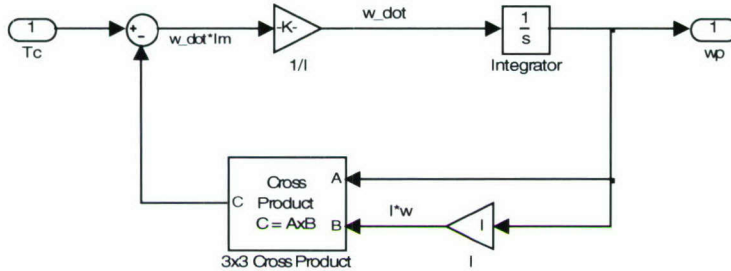 1
Tc
+
-
w_dot*Im
-K-
1/I
w_dot
1
s
Integrator
1
wp
Cross
Product
C = AxB
C
A
B
3x3 Cross Product
I*w
I
I